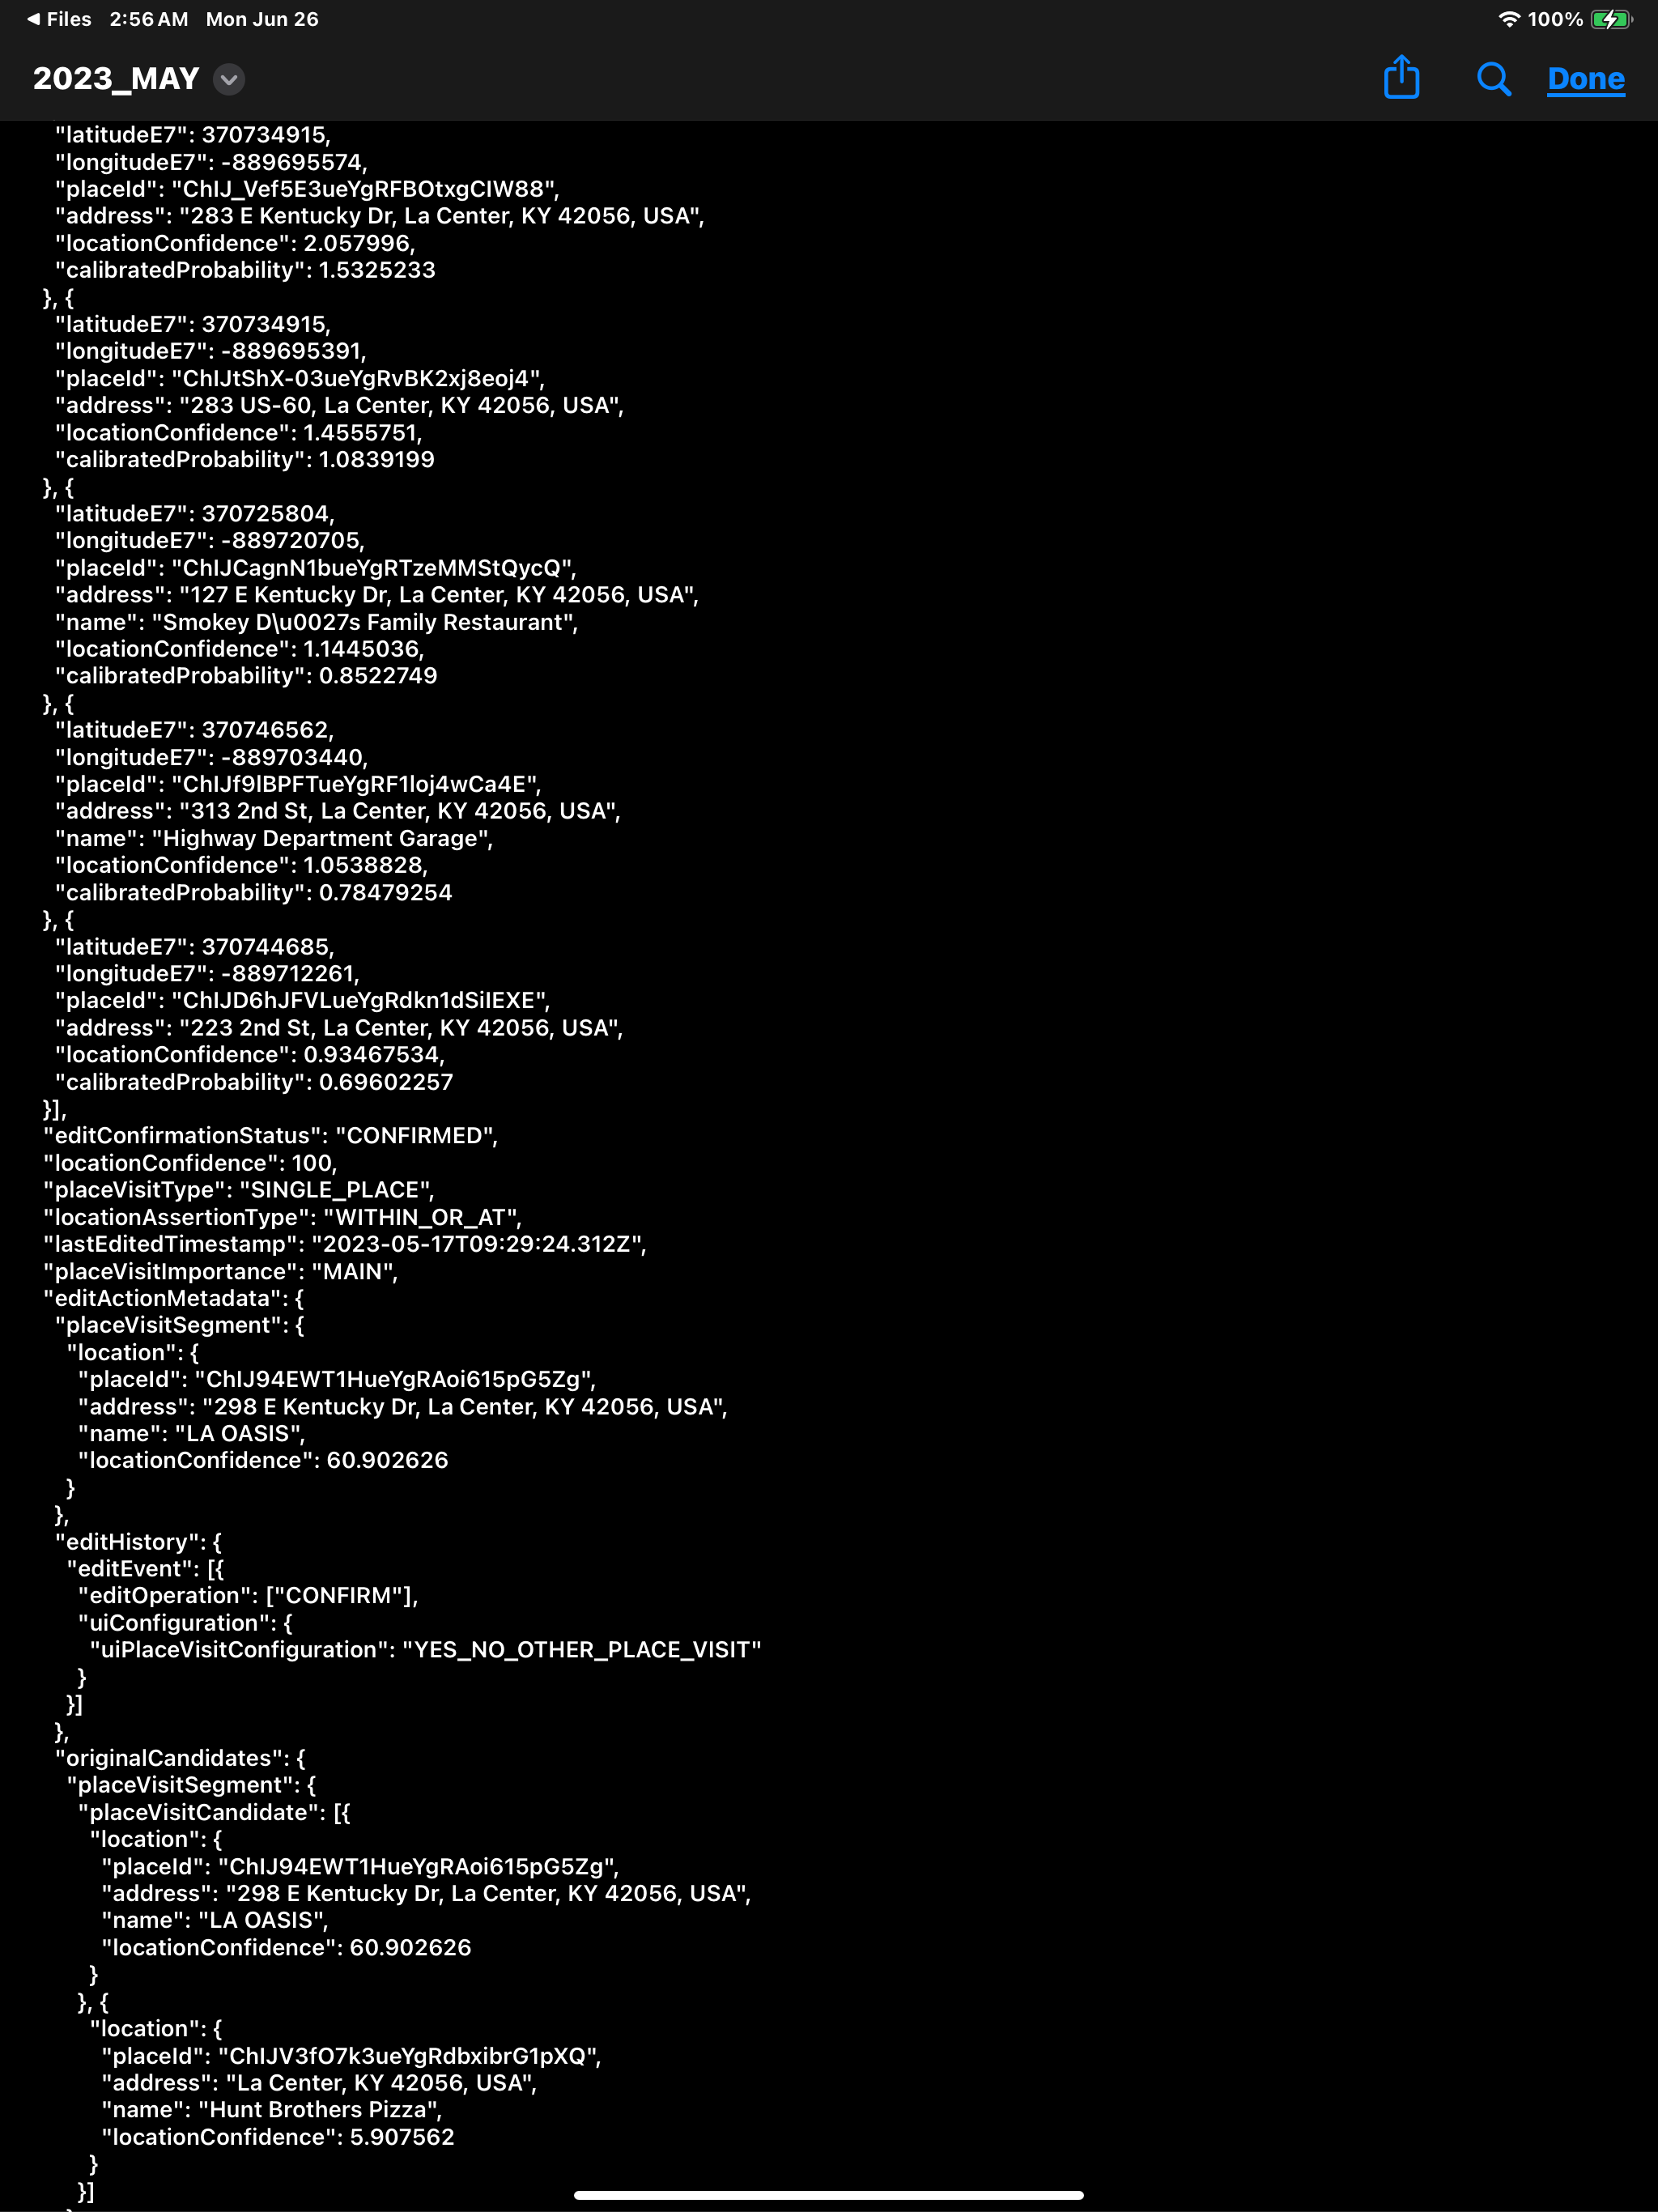 Files 2:56 AM Mon Jun 26 100%
2023_MAY Done
"latitudeE7": 370734915,
"longitudeE7": -889695574,
"placeId": "ChIJ_Vef5E3ueYgRFBOtxgCIW88",
"address": "283 E Kentucky Dr, La Center, KY 42056, USA",
"locationConfidence": 2.057996,
"calibratedProbability": 1.5325233
}, {
"latitudeE7": 370734915,
"longitudeE7": -889695391,
"placeId": "ChIJtShX-03ueYgRvBK2xj8eoj4",
"address": "283 US-60, La Center, KY 42056, USA",
"locationConfidence": 1.4555751,
"calibratedProbability": 1.0839199
}, {
"latitudeE7": 370725804,
"longitudeE7": -889720705,
"placeId": "ChIJCagnN1bueYgRTzeMMStQycQ",
"address": "127 E Kentucky Dr, La Center, KY 42056, USA",
"name": "Smokey D\u0027s Family Restaurant",
"locationConfidence": 1.1445036,
"calibratedProbability": 0.8522749
}, {
"latitudeE7": 370746562,
"longitudeE7": -889703440,
"placeId": "ChIJf9lBPFTueYgRF1loj4wCa4E",
"address": "313 2nd St, La Center, KY 42056, USA",
"name": "Highway Department Garage",
"locationConfidence": 1.0538828,
"calibratedProbability": 0.78479254
}, {
"latitudeE7": 370744685,
"longitudeE7": -889712261,
"placeId": "ChIJD6hJFVLueYgRdkn1dSiIEXE",
"address": "223 2nd St, La Center, KY 42056, USA",
"locationConfidence": 0.93467534,
"calibratedProbability": 0.69602257
}],
"editConfirmationStatus": "CONFIRMED",
"locationConfidence": 100,
"placeVisitType": "SINGLE_PLACE",
"locationAssertionType": "WITHIN_OR_AT",
"lastEditedTimestamp": "2023-05-17T09:29:24.312Z",
"placeVisitImportance": "MAIN",
"editActionMetadata": {
"placeVisitSegment": {
"location": {
"placeId": "ChIJ94EWT1HueYgRAoi615pG5Zg",
"address": "298 E Kentucky Dr, La Center, KY 42056, USA",
"name": "LA OASIS",
"locationConfidence": 60.902626
}
},
"editHistory": {
"editEvent": [{
"editOperation": ["CONFIRM"],
"uiConfiguration": {
"uiPlaceVisitConfiguration": "YES_NO_OTHER_PLACE_VISIT"
}
}]
},
"originalCandidates": {
"placeVisitSegment": {
"placeVisitCandidate": [{
"location": {
"placeId": "ChIJ94EWT1HueYgRAoi615pG5Zg",
"address": "298 E Kentucky Dr, La Center, KY 42056, USA",
"name": "LA OASIS",
"locationConfidence": 60.902626
}
}, {
"location": {
"placeId": "ChIJV3fO7k3ueYgRdbxibrG1pXQ",
"address": "La Center, KY 42056, USA",
"name": "Hunt Brothers Pizza",
"locationConfidence": 5.907562
}
}]